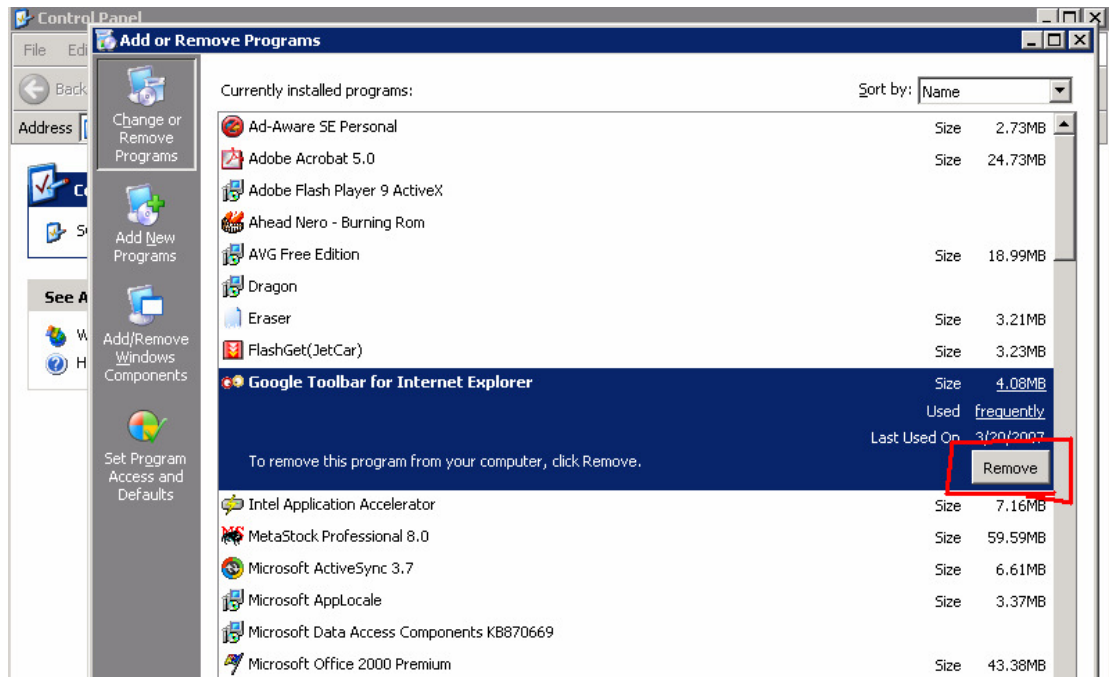 Control Panel
File Edi
Back
Address
Co
S
See A
W
H
Add or Remove Programs
Change or
Remove
Programs
Add New
Programs
Add/Remove
Windows
Components
Set Program
Access and
Defaults
Currently installed programs:
Sort by: Name
Ad-Aware SE Personal Size 2.73MB
Adobe Acrobat 5.0 Size 24.73MB
Adobe Flash Player 9 ActiveX
Ahead Nero - Burning Rom
AVG Free Edition Size 18.99MB
Dragon
Eraser Size 3.21MB
FlashGet(JetCar) Size 3.23MB
Google Toolbar for Internet Explorer Size 4.08MB
Used frequently
Last Used On 3/20/2007
To remove this program from your computer, click Remove.
Remove
Intel Application Accelerator Size 7.16MB
MetaStock Professional 8.0 Size 59.59MB
Microsoft ActiveSync 3.7 Size 6.61MB
Microsoft AppLocale Size 3.37MB
Microsoft Data Access Components KB870669
Microsoft Office 2000 Premium Size 43.38MB